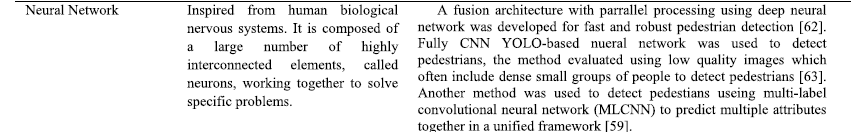 Neural Network
Inspired from human biological
nervous systems. It is composed of
a large number of highly
interconnected elements, called
neurons, working together to solve
specific problems.
A fusion architecture with parrallel processing using deep neural
network was developed for fast and robust pedestrian detection [62].
Fully CNN YOLO-based nueral network was used to detect
pedestrians, the method evaluated using low quality images which
often include dense small groups of people to detect pedestrians [63].
Another method was used to detect pedestians useing multi-label
convolutional neural network (MLCNN) to predict multiple attributes
together in a unified framework [59].